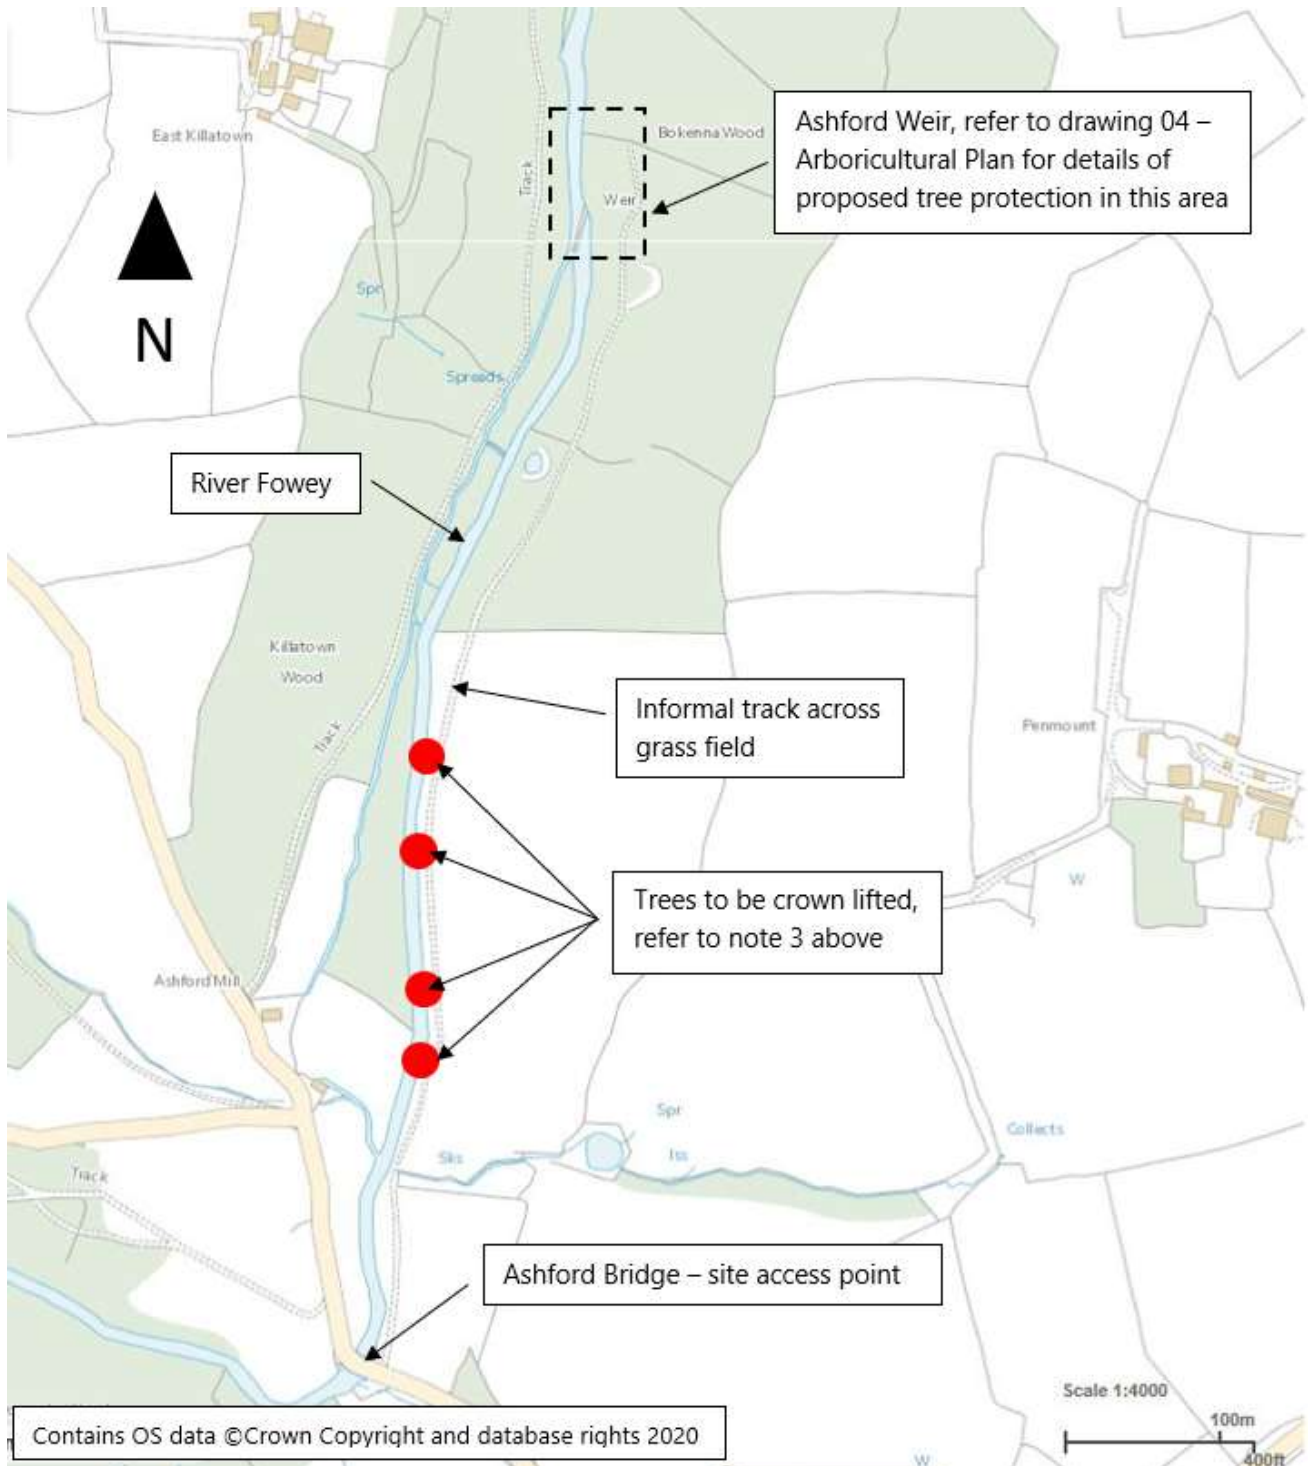 Ashford Weir, refer to drawing 04 –
Arboricultural Plan for details of
proposed tree protection in this area
East Killatown
Bokenna Wood
Track
Weir
N
Spr
Spreads
River Fowey
Killatown
Wood
Informal track across
grass field
Track
Penmount
Trees to be crown lifted,
refer to note 3 above
W
Ashford Mill
Spr
Collects
Sks
Iss
Track
Ashford Bridge – site access point
Scale 1:4000
100m
400ft
Contains OS data ©Crown Copyright and database rights 2020
W